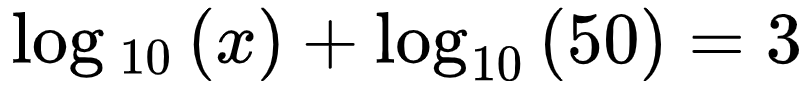 log₁₀ (x) + log₁₀ (50) = 3